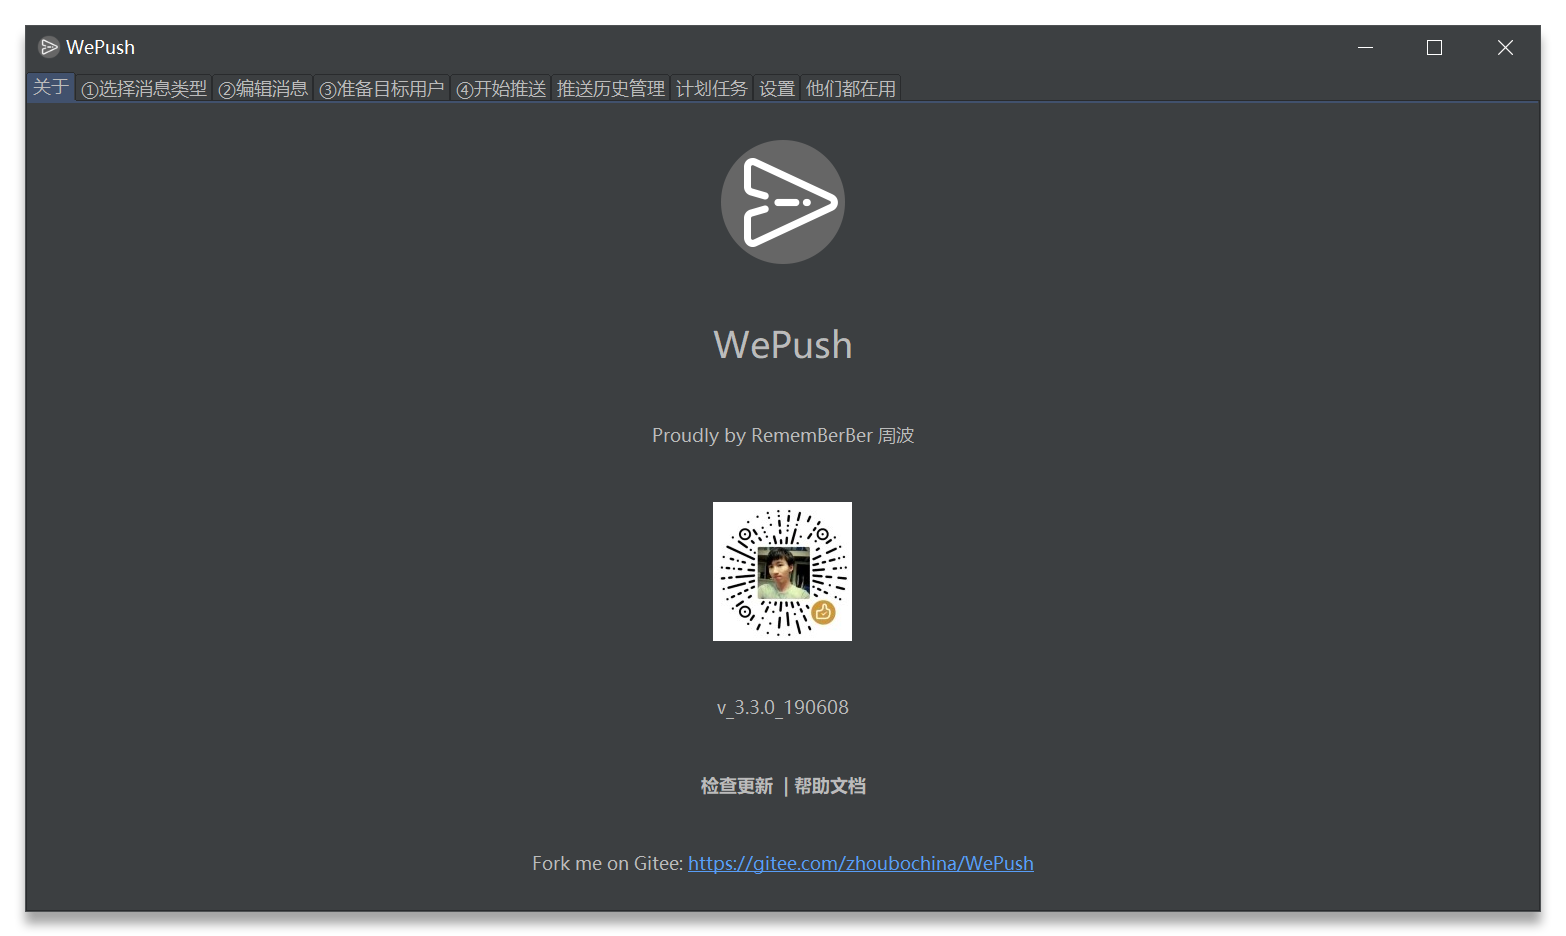 WePush
关于 ①选择消息类型 ②编辑消息 ③准备目标用户 ④开始推送 推送历史管理 计划任务 设置 他们都在用
WePush
Proudly by RememBerBer 周波
v_3.3.0_190608
检查更新 | 帮助文档
Fork me on Gitee: https://gitee.com/zhoubochina/WePush